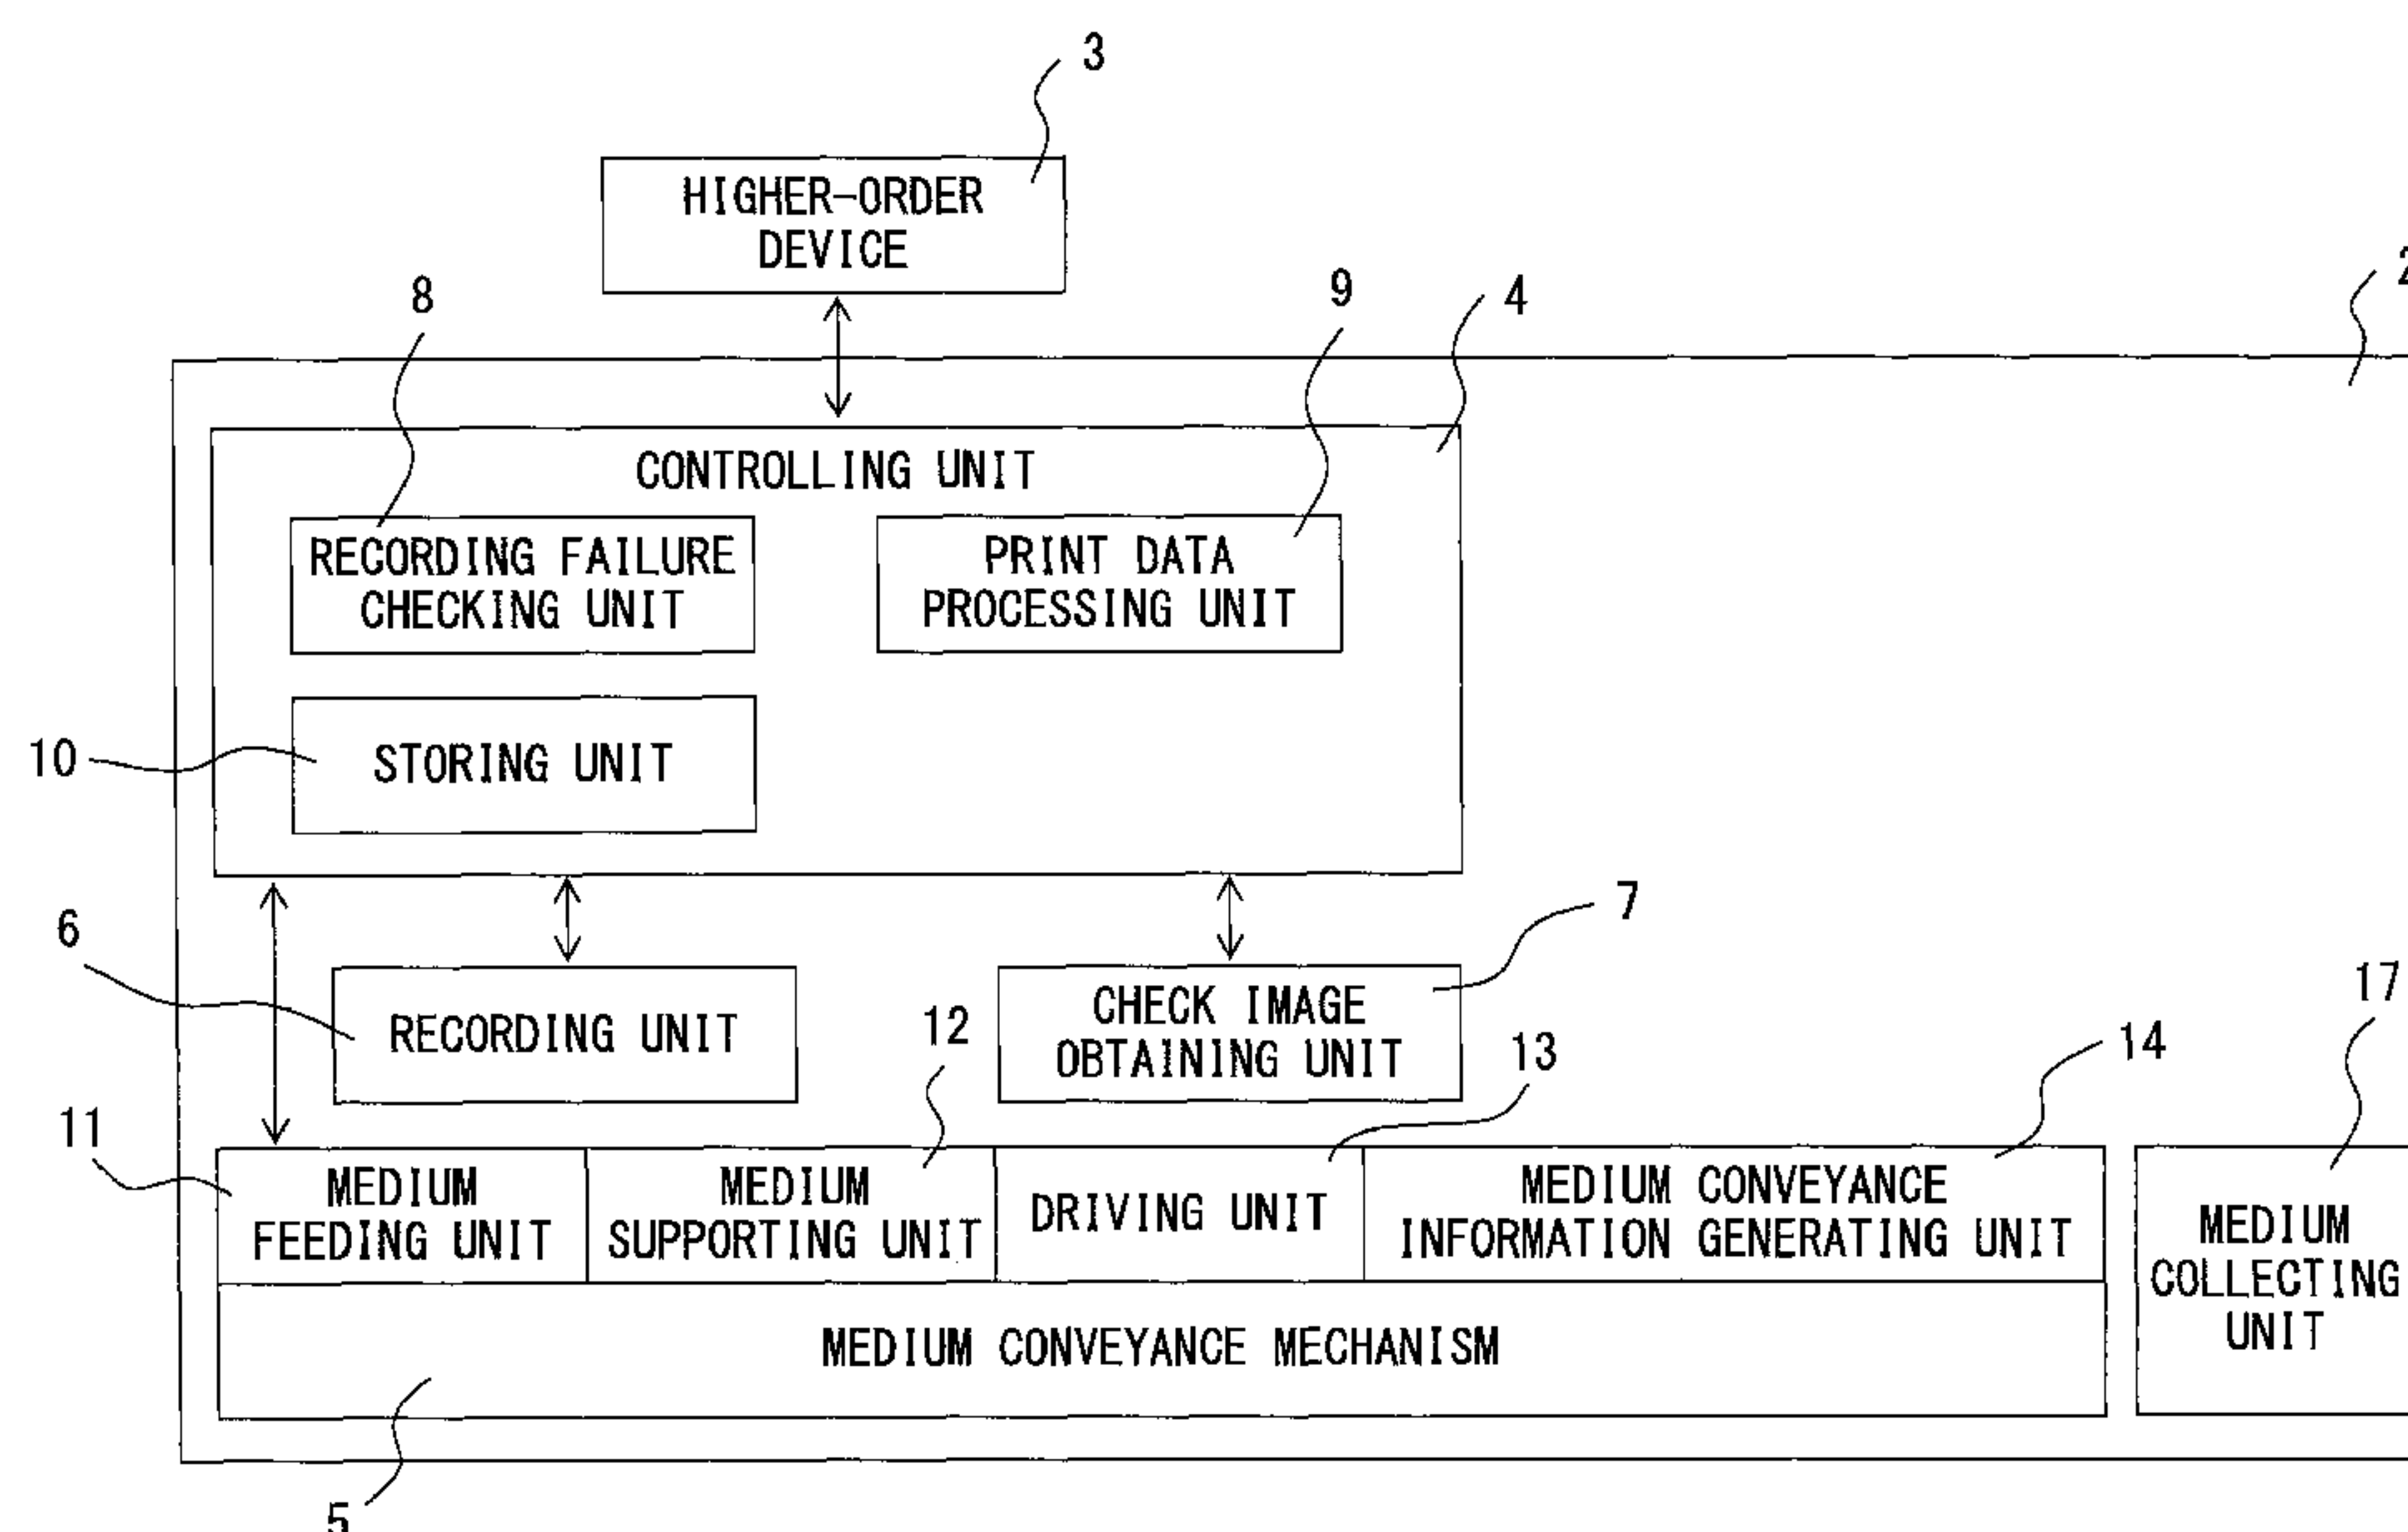 3
HIGHER-ORDER
DEVICE
8
9
4
2
CONTROLLING UNIT
RECORDING FAILURE
CHECKING UNIT
PRINT DATA
PROCESSING UNIT
10
STORING UNIT
6
7
17
RECORDING UNIT
12
CHECK IMAGE
OBTAINING UNIT
13
14
11
MEDIUM
FEEDING UNIT
MEDIUM
SUPPORTING UNIT
DRIVING UNIT
MEDIUM CONVEYANCE
INFORMATION GENERATING UNIT
MEDIUM
COLLECTING
UNIT
MEDIUM CONVEYANCE MECHANISM
5